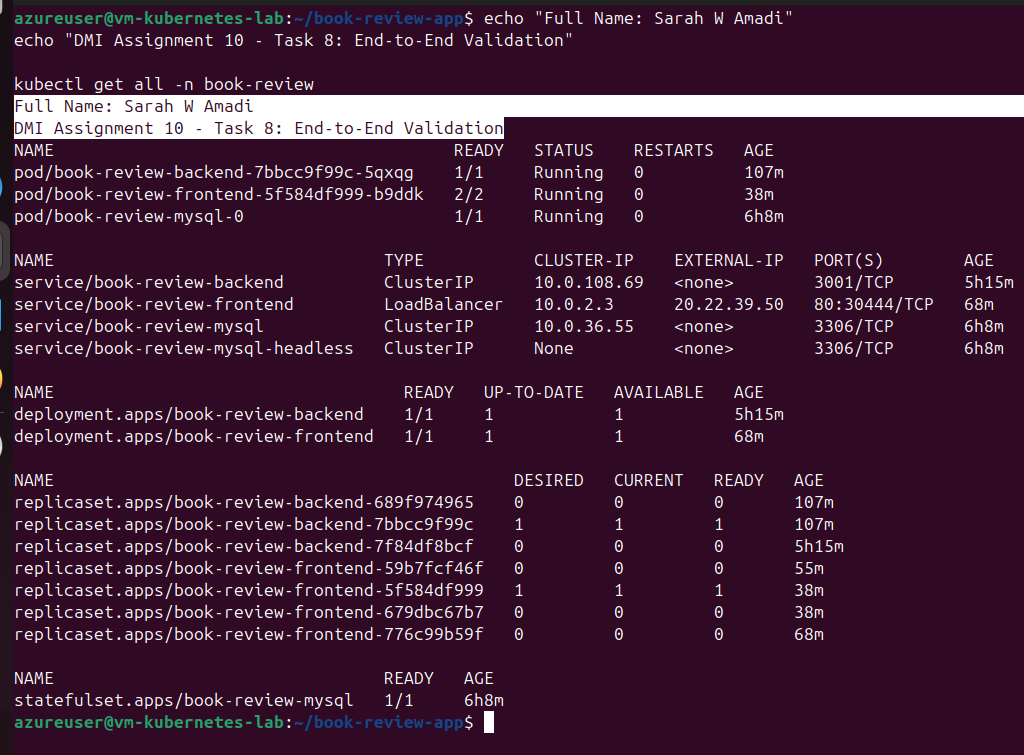 azureuser@vm-kubernetes-lab:~/book-review-app$ echo "Full Name: Sarah W Amadi"
echo "DMI Assignment 10 - Task 8: End-to-End Validation"

kubectl get all -n book-review
Full Name: Sarah W Amadi
DMI Assignment 10 - Task 8: End-to-End Validation
NAME                                        READY   STATUS    RESTARTS   AGE
pod/book-review-backend-7bbcc9f99c-5qxqg    1/1     Running   0          107m
pod/book-review-frontend-5f584df999-b9ddk   2/2     Running   0          38m
pod/book-review-mysql-0                     1/1     Running   0          6h8m

NAME                                 TYPE           CLUSTER-IP    EXTERNAL-IP   PORT(S)        AGE
service/book-review-backend          ClusterIP      10.0.108.69   <none>        3001/TCP       5h15m
service/book-review-frontend         LoadBalancer   10.0.2.3      20.22.39.50   80:30444/TCP   68m
service/book-review-mysql            ClusterIP      10.0.36.55    <none>        3306/TCP       6h8m
service/book-review-mysql-headless   ClusterIP      None          <none>        3306/TCP       6h8m

NAME                                   READY   UP-TO-DATE   AVAILABLE   AGE
deployment.apps/book-review-backend    1/1     1            1           5h15m
deployment.apps/book-review-frontend   1/1     1            1           68m

NAME                                              DESIRED   CURRENT   READY   AGE
replicaset.apps/book-review-backend-689f974965    0         0         0       107m
replicaset.apps/book-review-backend-7bbcc9f99c    1         1         1       107m
replicaset.apps/book-review-backend-7f84df8bcf    0         0         0       5h15m
replicaset.apps/book-review-frontend-59b7fcf46f   0         0         0       55m
replicaset.apps/book-review-frontend-5f584df999   1         1         1       38m
replicaset.apps/book-review-frontend-679dbc67b7   0         0         0       38m
replicaset.apps/book-review-frontend-776c99b59f   0         0         0       68m

NAME                                 READY   AGE
statefulset.apps/book-review-mysql   1/1     6h8m
azureuser@vm-kubernetes-lab:~/book-review-app$